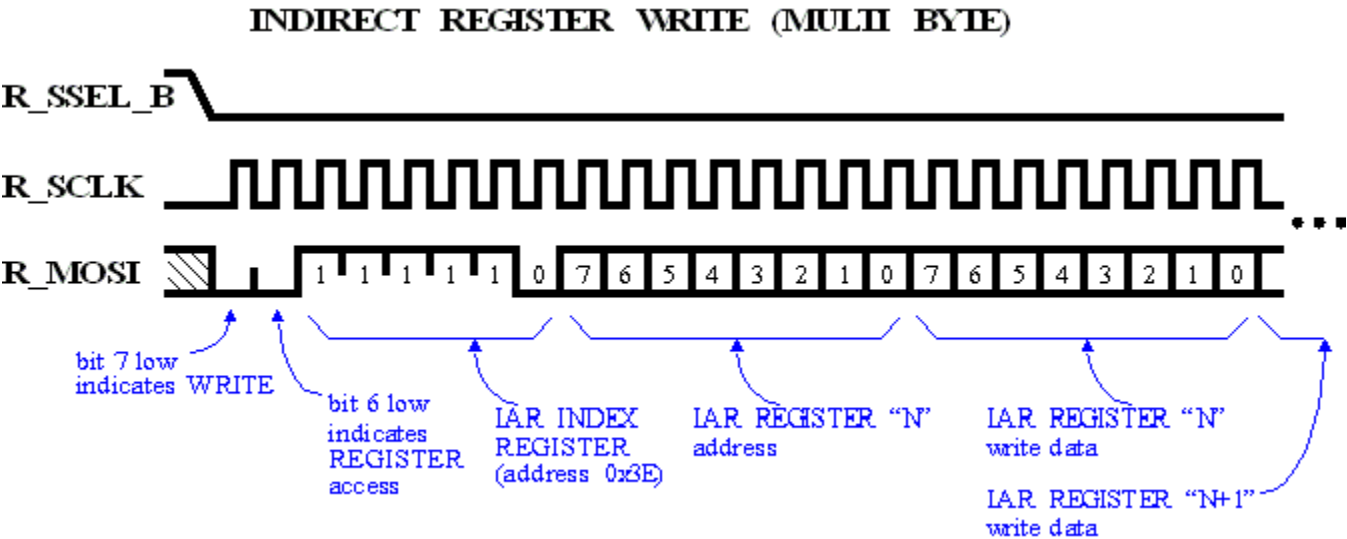 INDIRECT REGISTER WRITE (MULTI BYTE)
R_SSEL_B
R_SCLK
R_MOSI 1 1 1 1 1 0 7 6 5 4 3 2 1 0 7 6 5 4 3 2 1 0
bit 7 low
indicates WRITE
bit 6 low
indicates
REGISTER
access
IAR INDEX
REGISTER
(address 0x3E)
IAR REGISTER “N”
address
IAR REGISTER “N”
write data
IAR REGISTER “N+1”
write data